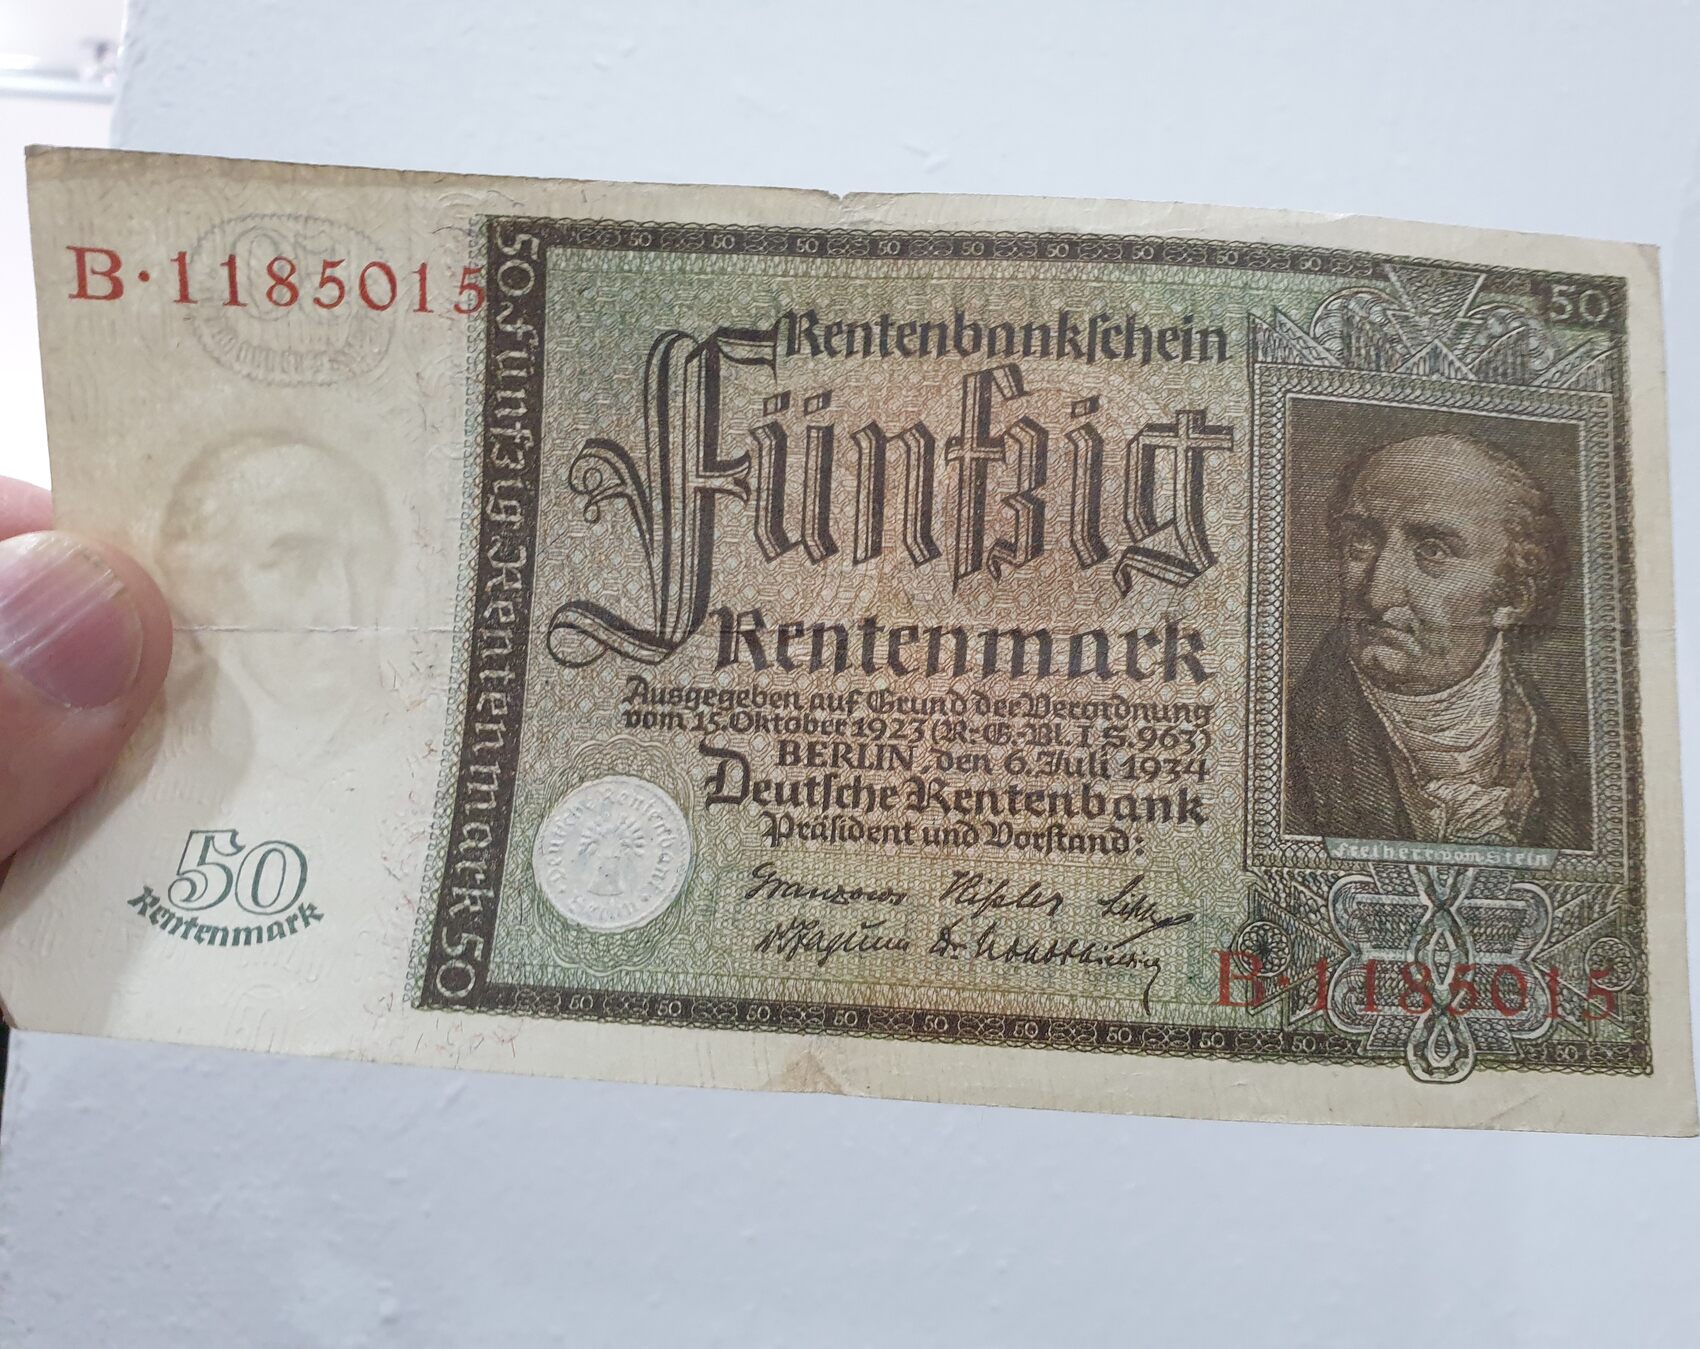 B·1185015
50 Fünfzig Rentenmark 50
50
Rentenbankschein
Fünfzig
Rentenmark
Ausgegeben auf Grund der Verordnung
vom 15. Oktober 1923 (R.-G.-Bl. I S. 963)
BERLIN, den 6. Juli 1934
Deutsche Rentenbank
Präsident und Vorstand:
Freiherr vom Stein
50
Rentenmark
B·1185015